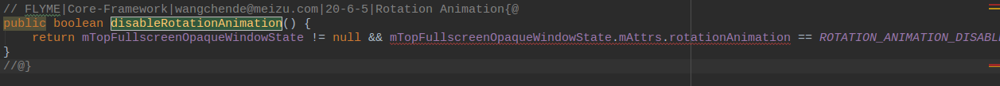 // FLYME|Core-Framework|wangchende@meizu.com|20-6-5|Rotation Animation{@
public boolean disableRotationAnimation() {
return mTopFullscreenOpaqueWindowState != null && mTopFullscreenOpaqueWindowState.mAttrs.rotationAnimation == ROTATION_ANIMATION_DISABL
}
//@}